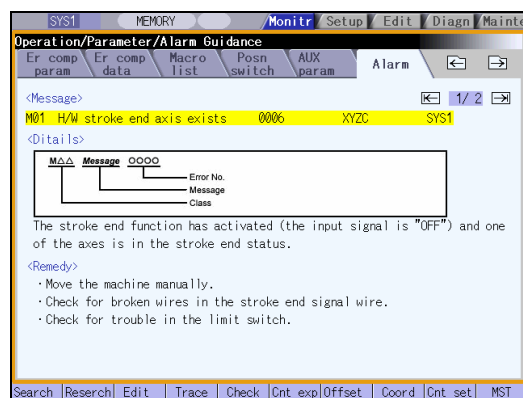 SYS1 MEMORY Monitr Setup Edit Diagn Mainte
Operation/Parameter/Alarm Guidance
Er comp param Er comp data Macro list Posn switch AUX param Alarm
<Message> 1/ 2
M01 H/W stroke end axis exists 0006 XYZC SYS1
<Ditails>
M△△ Message OOOO
Error No.
Message
Class
The stroke end function has activated (the input signal is "OFF") and one
of the axes is in the stroke end status.
<Remedy>
・Move the machine manually.
・Check for broken wires in the stroke end signal wire.
・Check for trouble in the limit switch.
Search Reserch Edit Trace Check Cnt exp Offset Coord Cnt set MST